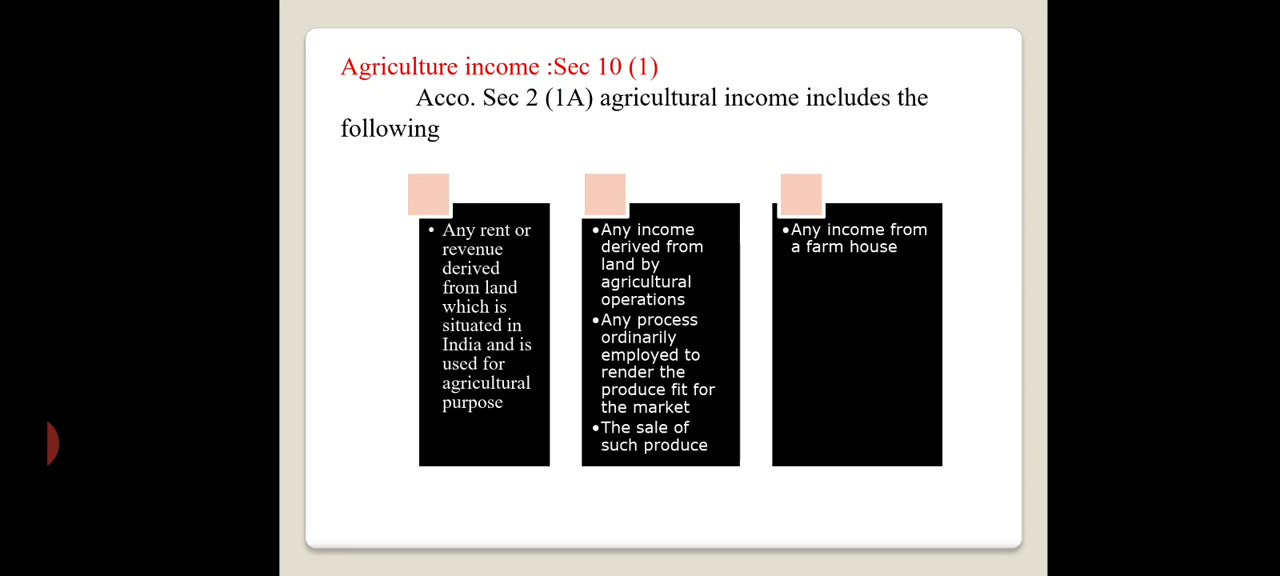 Agriculture income :Sec 10 (1)
Acco. Sec 2 (1A) agricultural income includes the
following
• Any rent or
revenue
derived
from land
which is
situated in
India and is
used for
agricultural
purpose
•Any income
derived from
land by
agricultural
operations
•Any process
ordinarily
employed to
render the
produce fit for
the market
•The sale of
such produce
•Any income from
a farm house